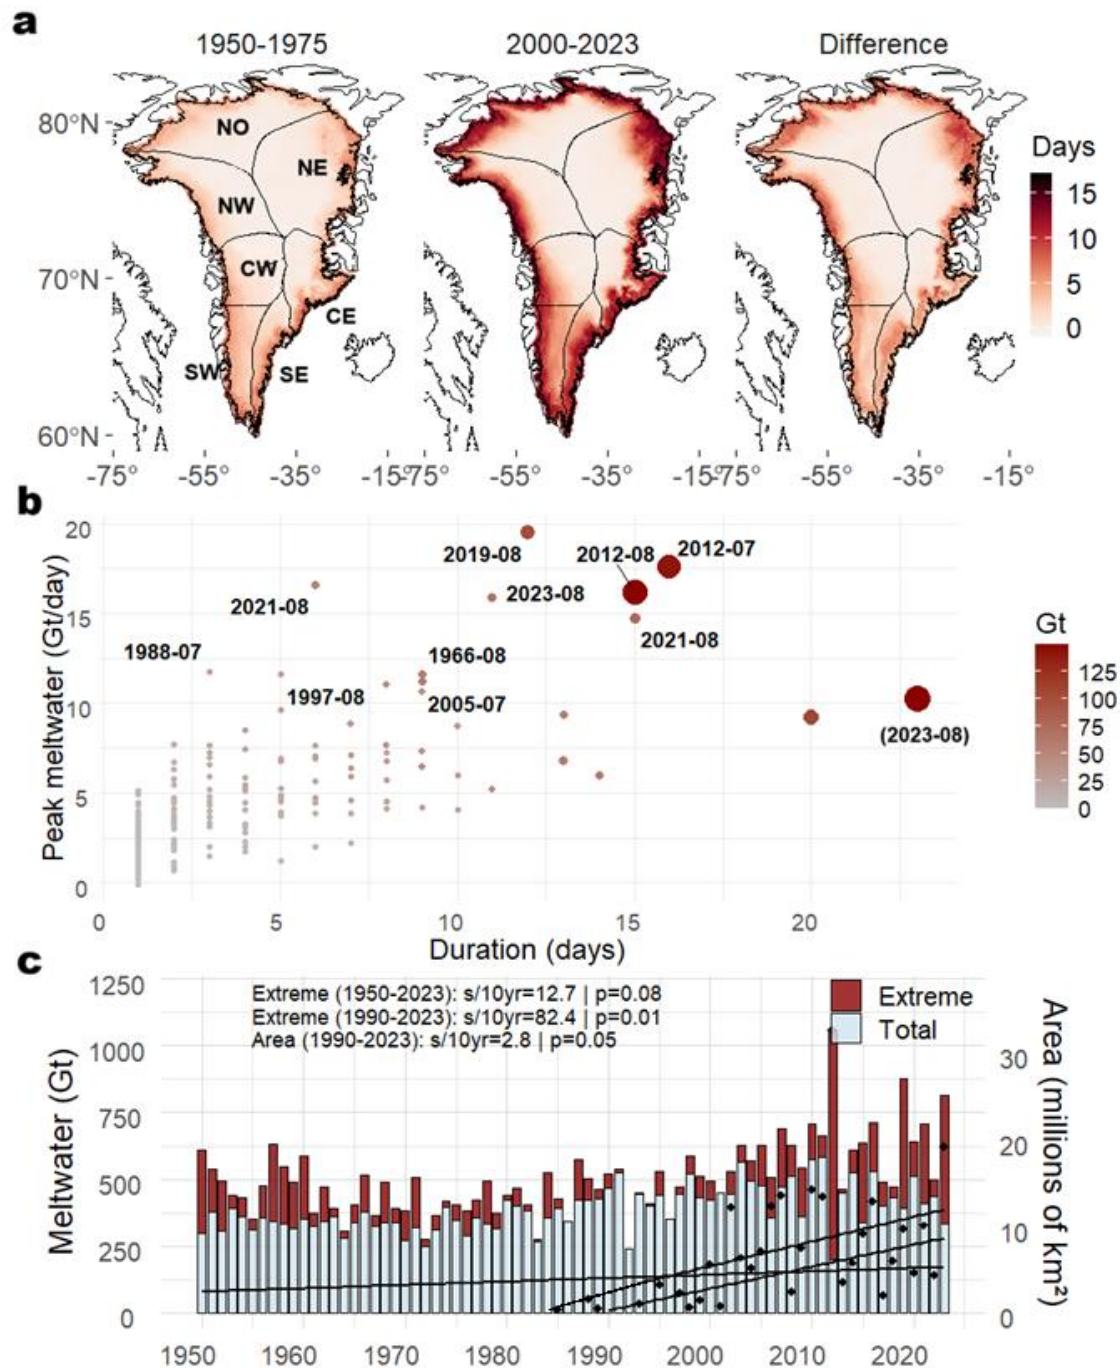 a
1950-1975 2000-2023 Difference
80°N
70°N
60°N
NO
NE
NW
CW
CE
SW
SE
Days
15
10
5
0
-75° -55° -35° -15° -75° -55° -35° -15° -75° -55° -35° -15°
b
Peak meltwater (Gt/day)
20
15
10
5
0
2019-08
2012-08
2012-07
2021-08
2023-08
2021-08
1988-07
1966-08
1997-08
2005-07
(2023-08)
0 5 10 15 20
Duration (days)
Gt
125
100
75
50
25
0
c
Meltwater (Gt)
1250
1000
750
500
250
0
Extreme (1950-2023): s/10yr=12.7 | p=0.08
Extreme (1990-2023): s/10yr=82.4 | p=0.01
Area (1990-2023): s/10yr=2.8 | p=0.05
Extreme
Total
30
20
10
0
Area (millions of km²)
1950 1960 1970 1980 1990 2000 2010 2020